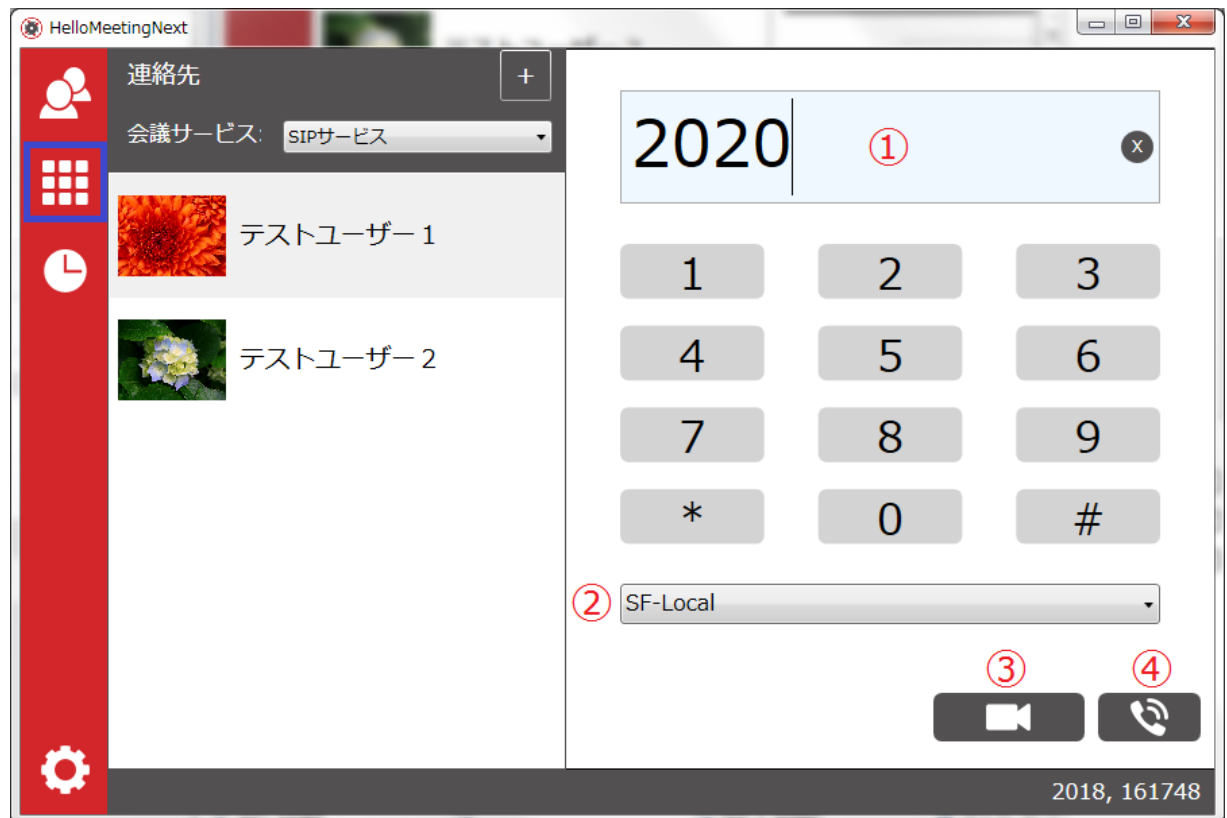 HelloMeetingNext
連絡先
+
会議サービス:
SIPサービス
テストユーザー 1
テストユーザー 2
2020
①
X
1 2 3
4 5 6
7 8 9
* 0 #
② SF-Local
③ ④
2018, 161748